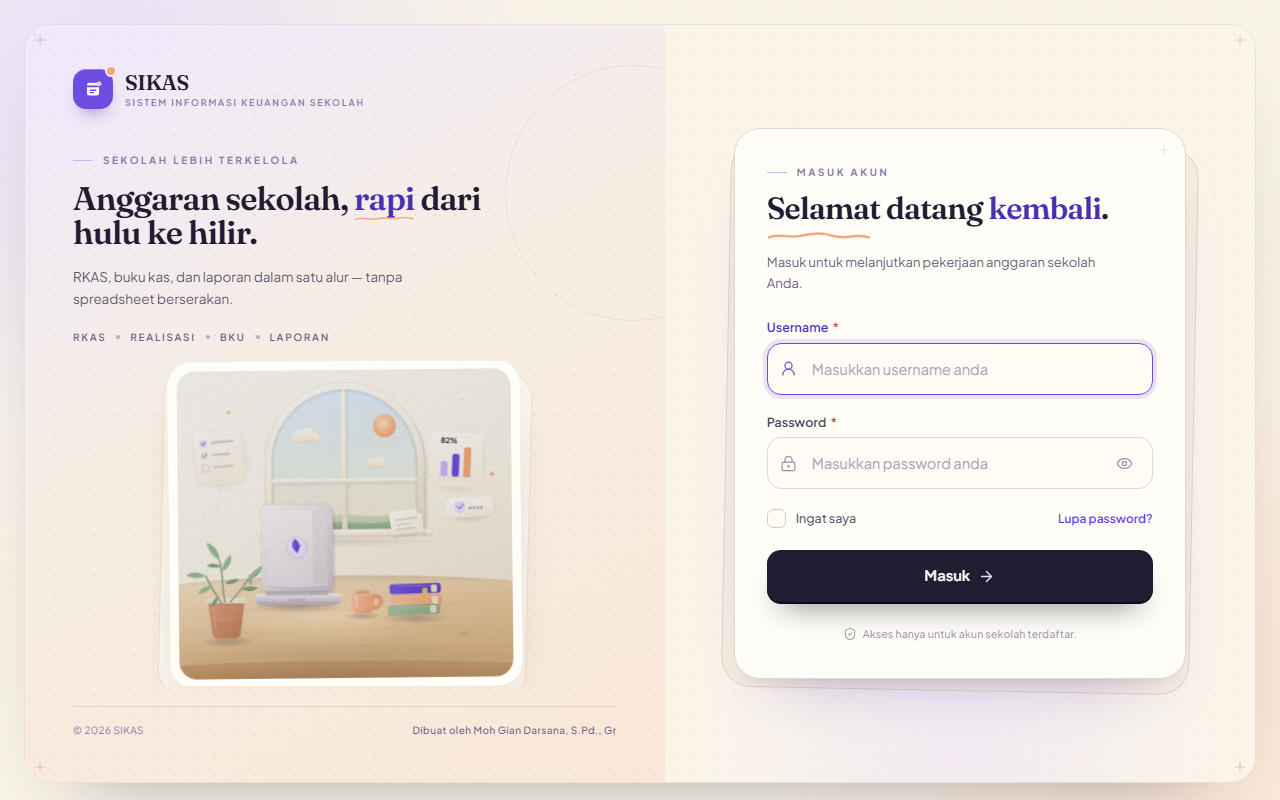 SIKAS
SISTEM INFORMASI KEUANGAN SEKOLAH
SEKOLAH LEBIH TERKELOLA
Anggaran sekolah, rapi dari
hulu ke hilir.
RKAS, buku kas, dan laporan dalam satu alur — tanpa
spreadsheet berserakan.
RKAS • REALISASI • BKU • LAPORAN
82%
© 2026 SIKAS
Dibuat oleh Moh Gian Darsana, S.Pd., Gr
MASUK AKUN
Selamat datang kembali.
Masuk untuk melanjutkan pekerjaan anggaran sekolah
Anda.
Username *
Masukkan username anda
Password *
Masukkan password anda
Ingat saya
Lupa password?
Masuk →
Akses hanya untuk akun sekolah terdaftar.